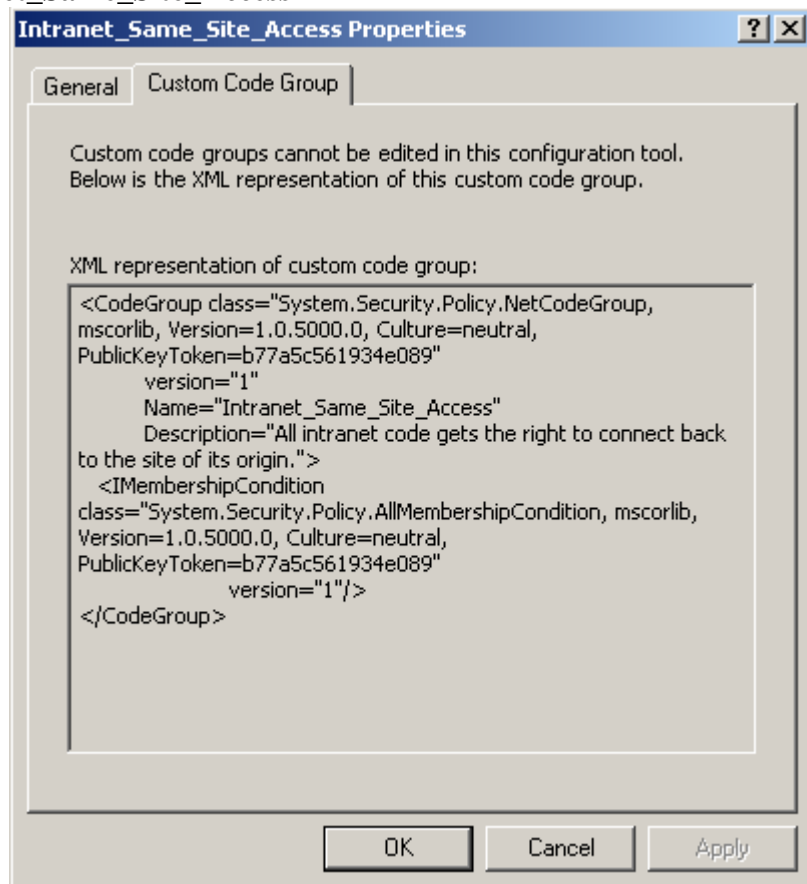 Intranet_Same_Site_Access Properties
General
Custom Code Group
Custom code groups cannot be edited in this configuration tool.
Below is the XML representation of this custom code group.
XML representation of custom code group:
<CodeGroup class="System.Security.Policy.NetCodeGroup,
mscorlib, Version=1.0.5000.0, Culture=neutral,
PublicKeyToken=b77a5c561934e089"
version="1"
Name="Intranet_Same_Site_Access"
Description="All intranet code gets the right to connect back
to the site of its origin.">
<IMembershipCondition
class="System.Security.Policy.AllMembershipCondition, mscorlib,
Version=1.0.5000.0, Culture=neutral,
PublicKeyToken=b77a5c561934e089"
version="1"/>
</CodeGroup>
OK
Cancel
Apply